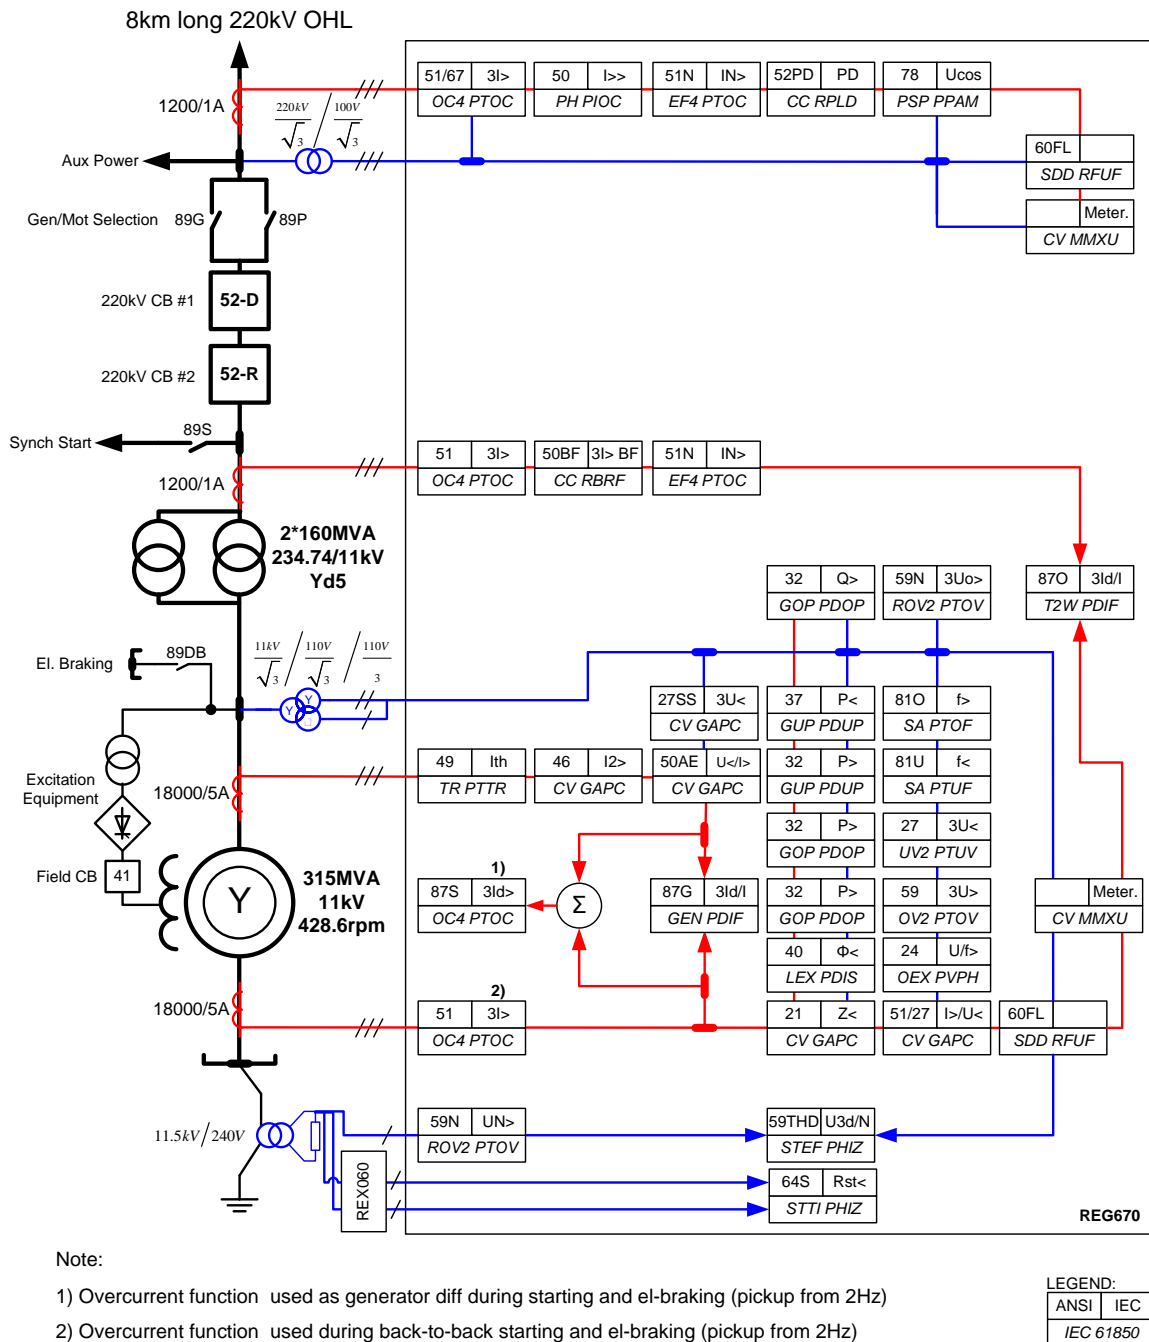 8km long 220kV OHL
51/67 3I>
OC4 PTOC
50 I>>
PH PIOC
51N IN>
EF4 PTOC
52PD PD
CC RPLD
78 Ucos
PSP PPAM
1200/1A
220kV/√3 / 100V/√3
60FL
SDD RFUF
Aux Power
Meter.
CV MMXU
Gen/Mot Selection 89G 89P
220kV CB #1 52-D
220kV CB #2 52-R
Synch Start 89S
51 3I>
OC4 PTOC
50BF 3I> BF
CC RBRF
51N IN>
EF4 PTOC
1200/1A
2*160MVA
234.74/11kV
Yd5
32 Q>
GOP PDOP
59N 3Uo>
ROV2 PTOV
87O 3Id/I
T2W PDIF
El. Braking 89DB
11kV/√3 / 110V/√3 / 110V/3
Y
Y
27SS 3U<
CV GAPC
37 P<
GUP PDUP
81O f>
SA PTOF
49 Ith
TR PTTR
46 I2>
CV GAPC
50AE U</I>
CV GAPC
32 P>
GUP PDUP
81U f<
SA PTUF
Excitation
Equipment
18000/5A
32 P>
GOP PDOP
27 3U<
UV2 PTUV
Field CB 41
Y
315MVA
11kV
428.6rpm
1)
87S 3Id>
OC4 PTOC
Σ
87G 3Id/I
GEN PDIF
32 P>
GOP PDOP
59 3U>
OV2 PTOV
Meter.
CV MMXU
40 Φ<
LEX PDIS
24 U/f>
OEX PVPH
18000/5A
2)
51 3I>
OC4 PTOC
21 Z<
CV GAPC
51/27 I>/U<
CV GAPC
60FL
SDD RFUF
11.5kV/240V
59N UN>
ROV2 PTOV
59THD U3d/N
STEF PHIZ
REX060
64S Rst<
STTI PHIZ
REG670
Note:
1) Overcurrent function used as generator diff during starting and el-braking (pickup from 2Hz)
2) Overcurrent function used during back-to-back starting and el-braking (pickup from 2Hz)
LEGEND:
ANSI IEC
IEC 61850